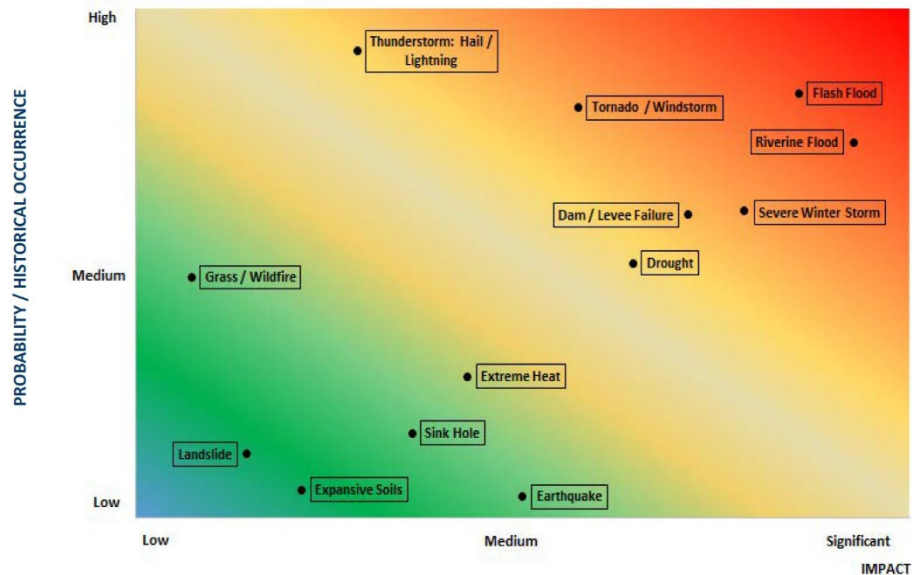 High
Thunderstorm: Hail /
Lightning
Flash Flood
Tornado / Windstorm
Riverine Flood
Dam / Levee Failure
Severe Winter Storm
Drought
Medium
Grass / Wildfire
Extreme Heat
Sink Hole
Landslide
Expansive Soils
Earthquake
Low
PROBABILITY / HISTORICAL OCCURRENCE
Low
Medium
Significant
IMPACT